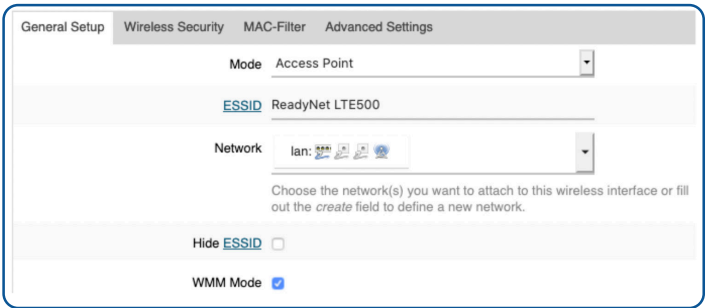 General Setup Wireless Security MAC-Filter Advanced Settings
Mode Access Point
ESSID ReadyNet LTE500
Network lan:
Choose the network(s) you want to attach to this wireless interface or fill
out the create field to define a new network.
Hide ESSID
WMM Mode